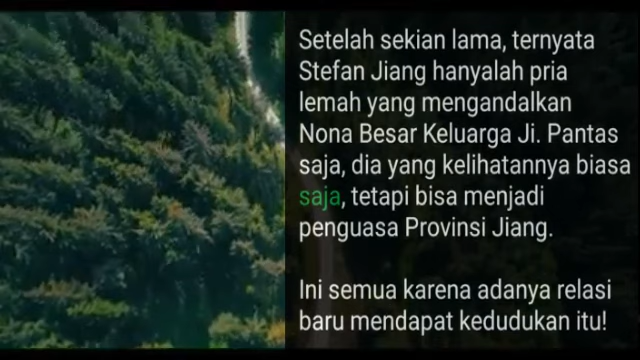 Setelah sekian lama, ternyata
Stefan Jiang hanyalah pria
lemah yang mengandalkan
Nona Besar Keluarga Ji. Pantas
saja, dia yang kelihatannya biasa
saja, tetapi bisa menjadi
penguasa Provinsi Jiang.
Ini semua karena adanya relasi
baru mendapat kedudukan itu!